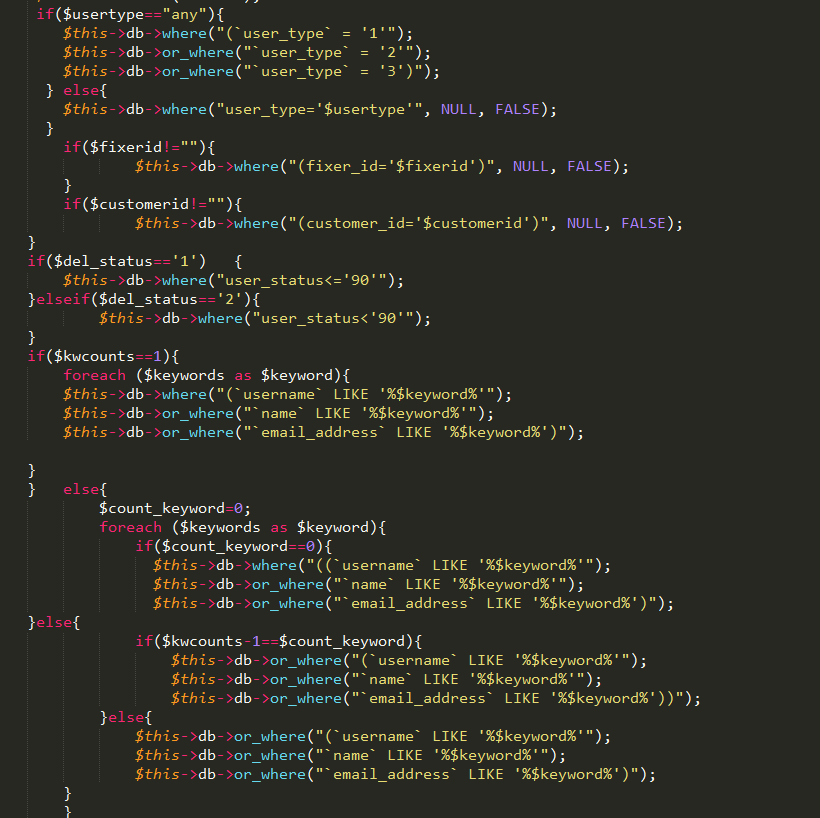 if($usertype=="any"){
$this->db->where("(`user_type` = '1'");
$this->db->or_where("`user_type` = '2'");
$this->db->or_where("`user_type` = '3')");
} else{
$this->db->where("user_type='$usertype'", NULL, FALSE);
}
if($fixerid!=""){
$this->db->where("(fixer_id='$fixerid')", NULL, FALSE);
}
if($customerid!=""){
$this->db->where("(customer_id='$customerid')", NULL, FALSE);
}
if($del_status=='1') {
$this->db->where("user_status<='90'");
}elseif($del_status=='2'){
$this->db->where("user_status<'90'");
}
if($kwcounts==1){
foreach ($keywords as $keyword){
$this->db->where("(`username` LIKE '%$keyword%'");
$this->db->or_where("`name` LIKE '%$keyword%'");
$this->db->or_where("`email_address` LIKE '%$keyword%')");
}
} else{
$count_keyword=0;
foreach ($keywords as $keyword){
if($count_keyword==0){
$this->db->where("((`username` LIKE '%$keyword%'");
$this->db->or_where("`name` LIKE '%$keyword%'");
$this->db->or_where("`email_address` LIKE '%$keyword%')");
}else{
if($kwcounts-1==$count_keyword){
$this->db->or_where("(`username` LIKE '%$keyword%'");
$this->db->or_where("`name` LIKE '%$keyword%'");
$this->db->or_where("`email_address` LIKE '%$keyword%'))");
}else{
$this->db->or_where("(`username` LIKE '%$keyword%'");
$this->db->or_where("`name` LIKE '%$keyword%'");
$this->db->or_where("`email_address` LIKE '%$keyword%')");
}
}